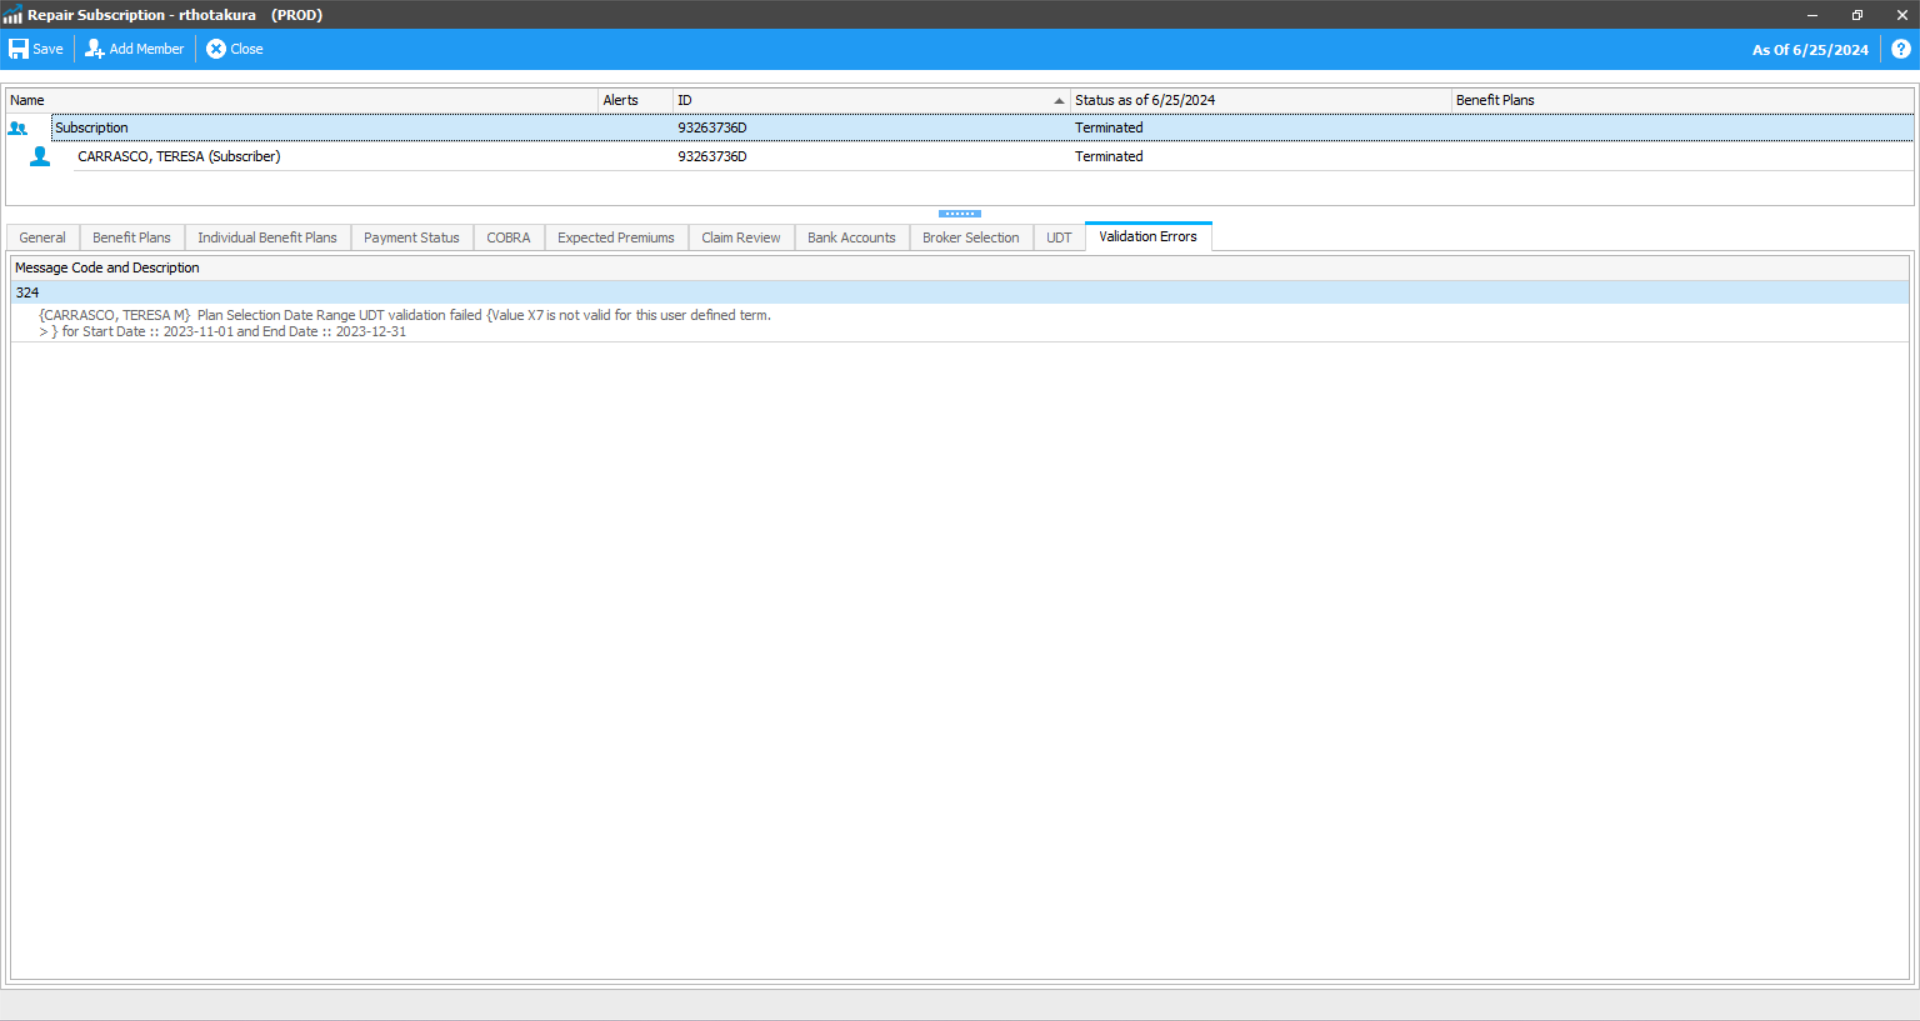 Repair Subscription - rthotakura (PROD)
Save
Add Member
Close
As Of 6/25/2024
?
Name
Alerts
ID
Status as of 6/25/2024
Benefit Plans
Subscription
93263736D
Terminated
CARRASCO, TERESA (Subscriber)
93263736D
Terminated
General
Benefit Plans
Individual Benefit Plans
Payment Status
COBRA
Expected Premiums
Claim Review
Bank Accounts
Broker Selection
UDT
Validation Errors
Message Code and Description
324
{CARRASCO, TERESA M}  Plan Selection Date Range UDT validation failed {Value X7 is not valid for this user defined term.
> } for Start Date :: 2023-11-01 and End Date :: 2023-12-31